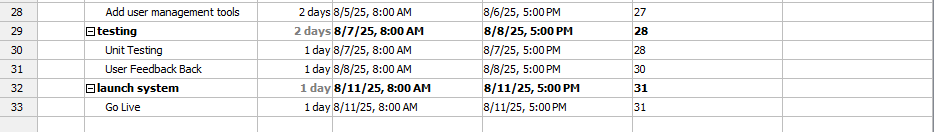 28 Add user management tools 2 days 8/5/25, 8:00 AM 8/6/25, 5:00 PM 27
29 testing 2 days 8/7/25, 8:00 AM 8/8/25, 5:00 PM 28
30 Unit Testing 1 day 8/7/25, 8:00 AM 8/7/25, 5:00 PM 28
31 User Feedback Back 1 day 8/8/25, 8:00 AM 8/8/25, 5:00 PM 30
32 launch system 1 day 8/11/25, 8:00 AM 8/11/25, 5:00 PM 31
33 Go Live 1 day 8/11/25, 8:00 AM 8/11/25, 5:00 PM 31